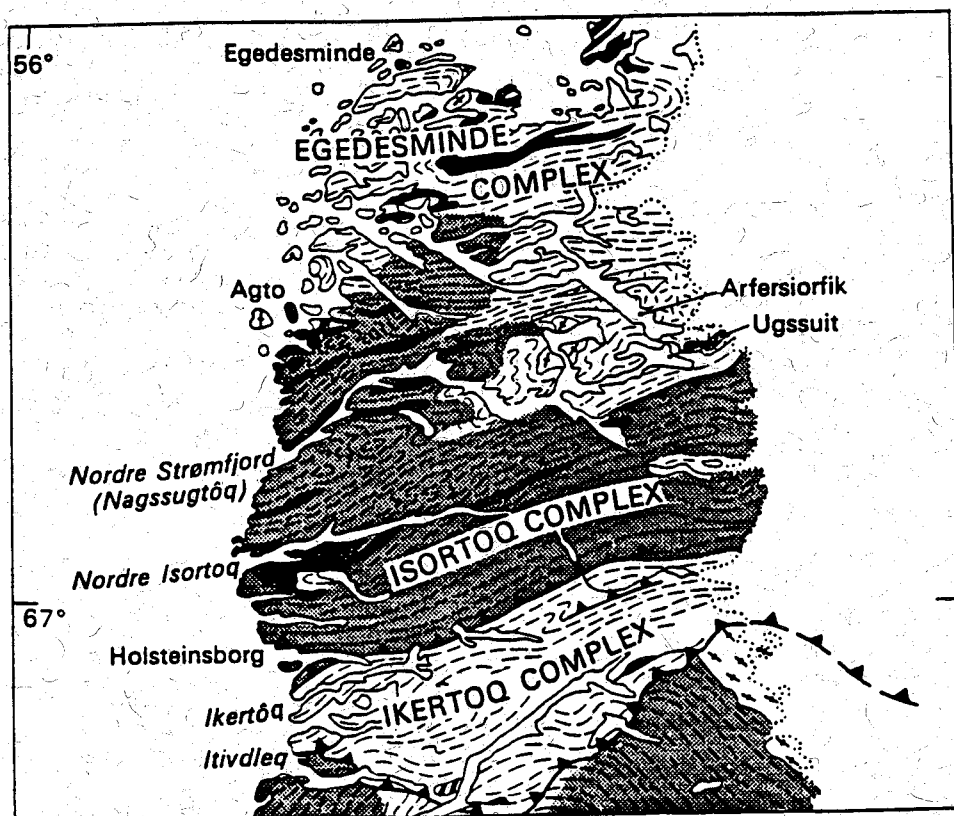 56°
Egedesminde
EGEDESMINDE
COMPLEX
Agto
Arfersiorfik
Ugssuit
Nordre Strømfjord
(Nagssugtôq)
ISORTOQ COMPLEX
Nordre Isortoq
67°
Holsteinsborg
IKERTOQ COMPLEX
Ikertôq
Itivdleq